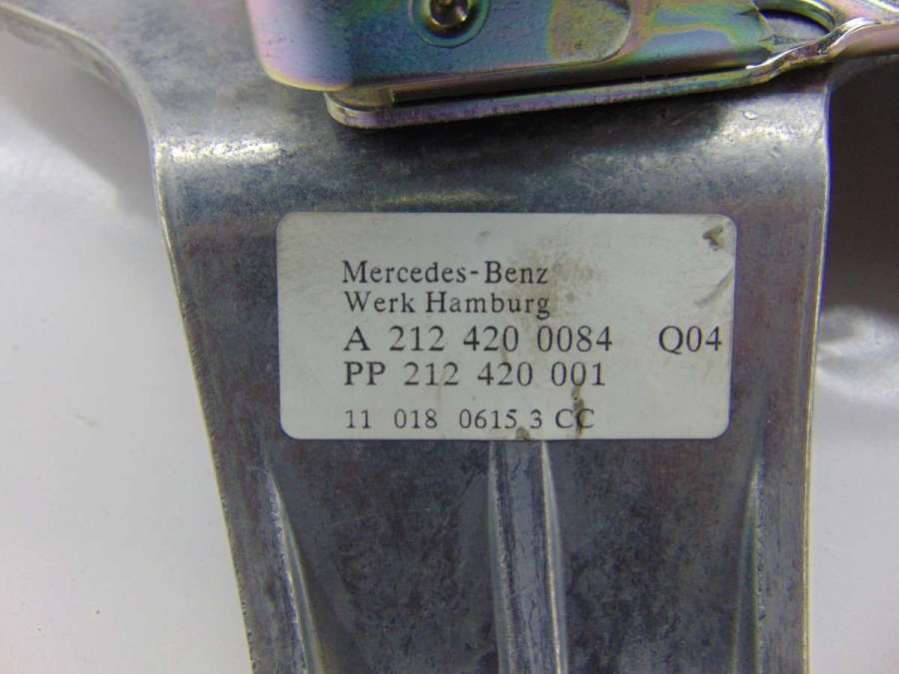 Mercedes-Benz
Werk Hamburg
A 212 420 0084 Q04
PP 212 420 001
11 018 0615 3 CC